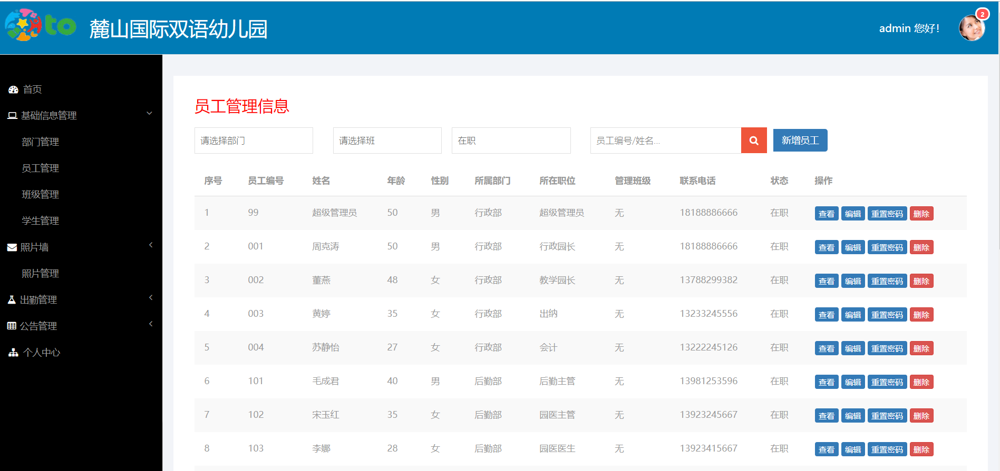 to 麓山国际双语幼儿园
admin 您好!
2
首页
基础信息管理
部门管理
员工管理
班级管理
学生管理
照片墙
照片管理
出勤管理
公告管理
个人中心
员工管理信息
请选择部门 请选择班 在职 员工编号/姓名... 新增员工
序号 员工编号 姓名 年龄 性别 所属部门 所在职位 管理班级 联系电话 状态 操作
1 99 超级管理员 50 男 行政部 超级管理员 无 18188886666 在职 查看 编辑 重置密码 删除
2 001 周克涛 50 男 行政部 行政园长 无 18188886666 在职 查看 编辑 重置密码 删除
3 002 董燕 48 女 行政部 教学园长 无 13788299382 在职 查看 编辑 重置密码 删除
4 003 黄婷 35 女 行政部 出纳 无 13233245556 在职 查看 编辑 重置密码 删除
5 004 苏静怡 27 女 行政部 会计 无 13222245126 在职 查看 编辑 重置密码 删除
6 101 毛成君 40 男 后勤部 后勤主管 无 13981253596 在职 查看 编辑 重置密码 删除
7 102 宋玉红 35 女 后勤部 园医主管 无 13923245667 在职 查看 编辑 重置密码 删除
8 103 李娜 28 女 后勤部 园医医生 无 13923415667 在职 查看 编辑 重置密码 删除